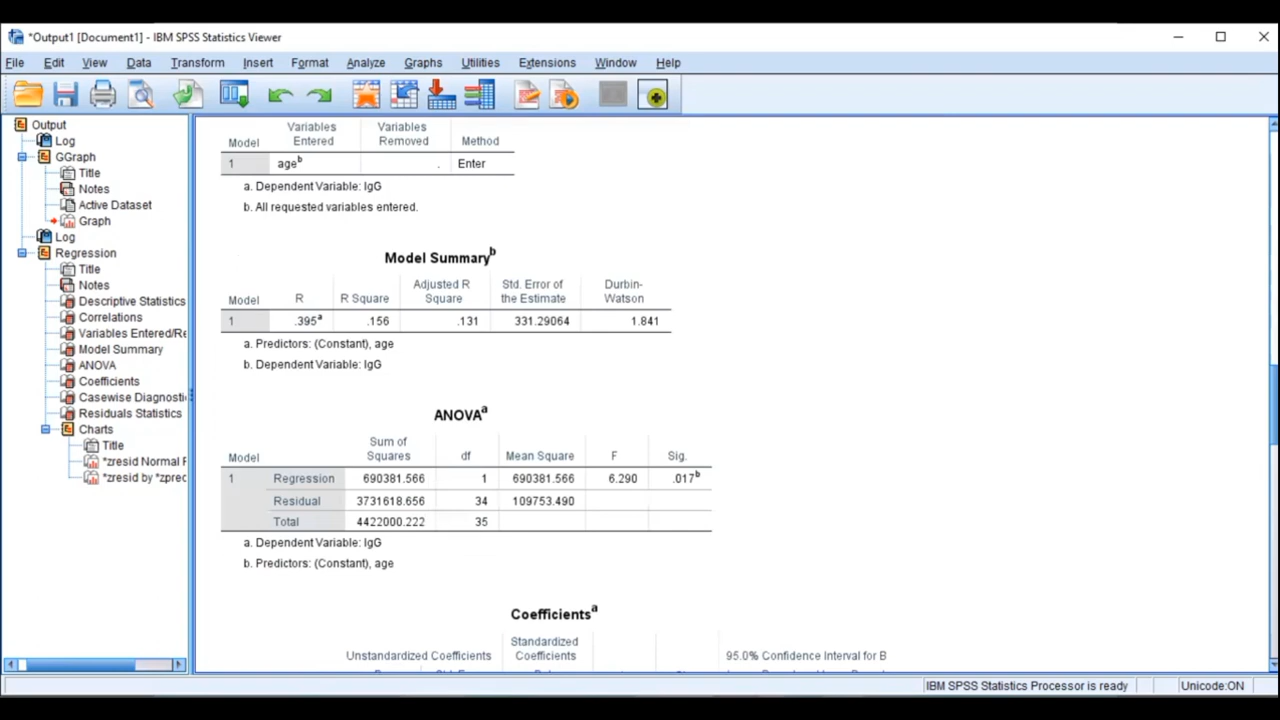 *Output1 [Document1] - IBM SPSS Statistics Viewer
File Edit View Data Transform Insert Format Analyze Graphs Utilities Extensions Window Help
Output
Log
GGraph
Title
Notes
Active Dataset
Graph
Log
Regression
Title
Notes
Descriptive Statistics
Correlations
Variables Entered/Re
Model Summary
ANOVA
Coefficients
Casewise Diagnosti
Residuals Statistics
Charts
Title
*zresid Normal P
*zresid by *zpred
Model Variables Entered Variables Removed Method
1 ageb . Enter
a. Dependent Variable: IgG
b. All requested variables entered.
Model Summaryb
Model R R Square Adjusted R Square Std. Error of the Estimate Durbin-Watson
1 .395a .156 .131 331.29064 1.841
a. Predictors: (Constant), age
b. Dependent Variable: IgG
ANOVAa
Model Sum of Squares df Mean Square F Sig.
1 Regression 690381.566 1 690381.566 6.290 .017b
Residual 3731618.656 34 109753.490
Total 4422000.222 35
a. Dependent Variable: IgG
b. Predictors: (Constant), age
Coefficientsa
Unstandardized Coefficients Standardized Coefficients 95.0% Confidence Interval for B
IBM SPSS Statistics Processor is ready Unicode:ON